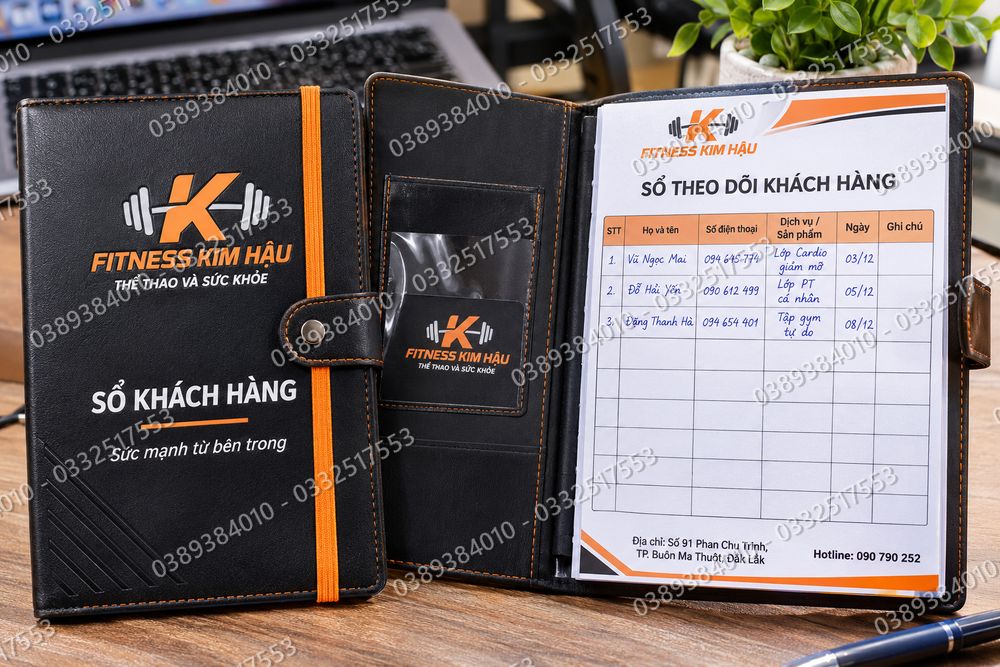 K
FITNESS KIM HẬU
THỂ THAO VÀ SỨC KHỎE
SỔ KHÁCH HÀNG
Sức mạnh từ bên trong
K
FITNESS KIM HẬU
THỂ THAO VÀ SỨC KHỎE
K
FITNESS KIM HẬU
SỔ THEO DÕI KHÁCH HÀNG
STT Họ và tên Số điện thoại Dịch vụ / Sản phẩm Ngày Ghi chú
1. Vũ Ngọc Mai 094 645 774 Lớp Cardio giảm mỡ 03/12
2. Đỗ Hải Yến 090 612 499 Lớp PT cá nhân 05/12
3. Đặng Thanh Hà 094 654 401 Tập gym tự do 08/12
Địa chỉ: Số 91 Phan Chu Trinh,
TP. Buôn Ma Thuột, Đắk Lắk
Hotline: 090 790 252
0389384010 - 0332517553